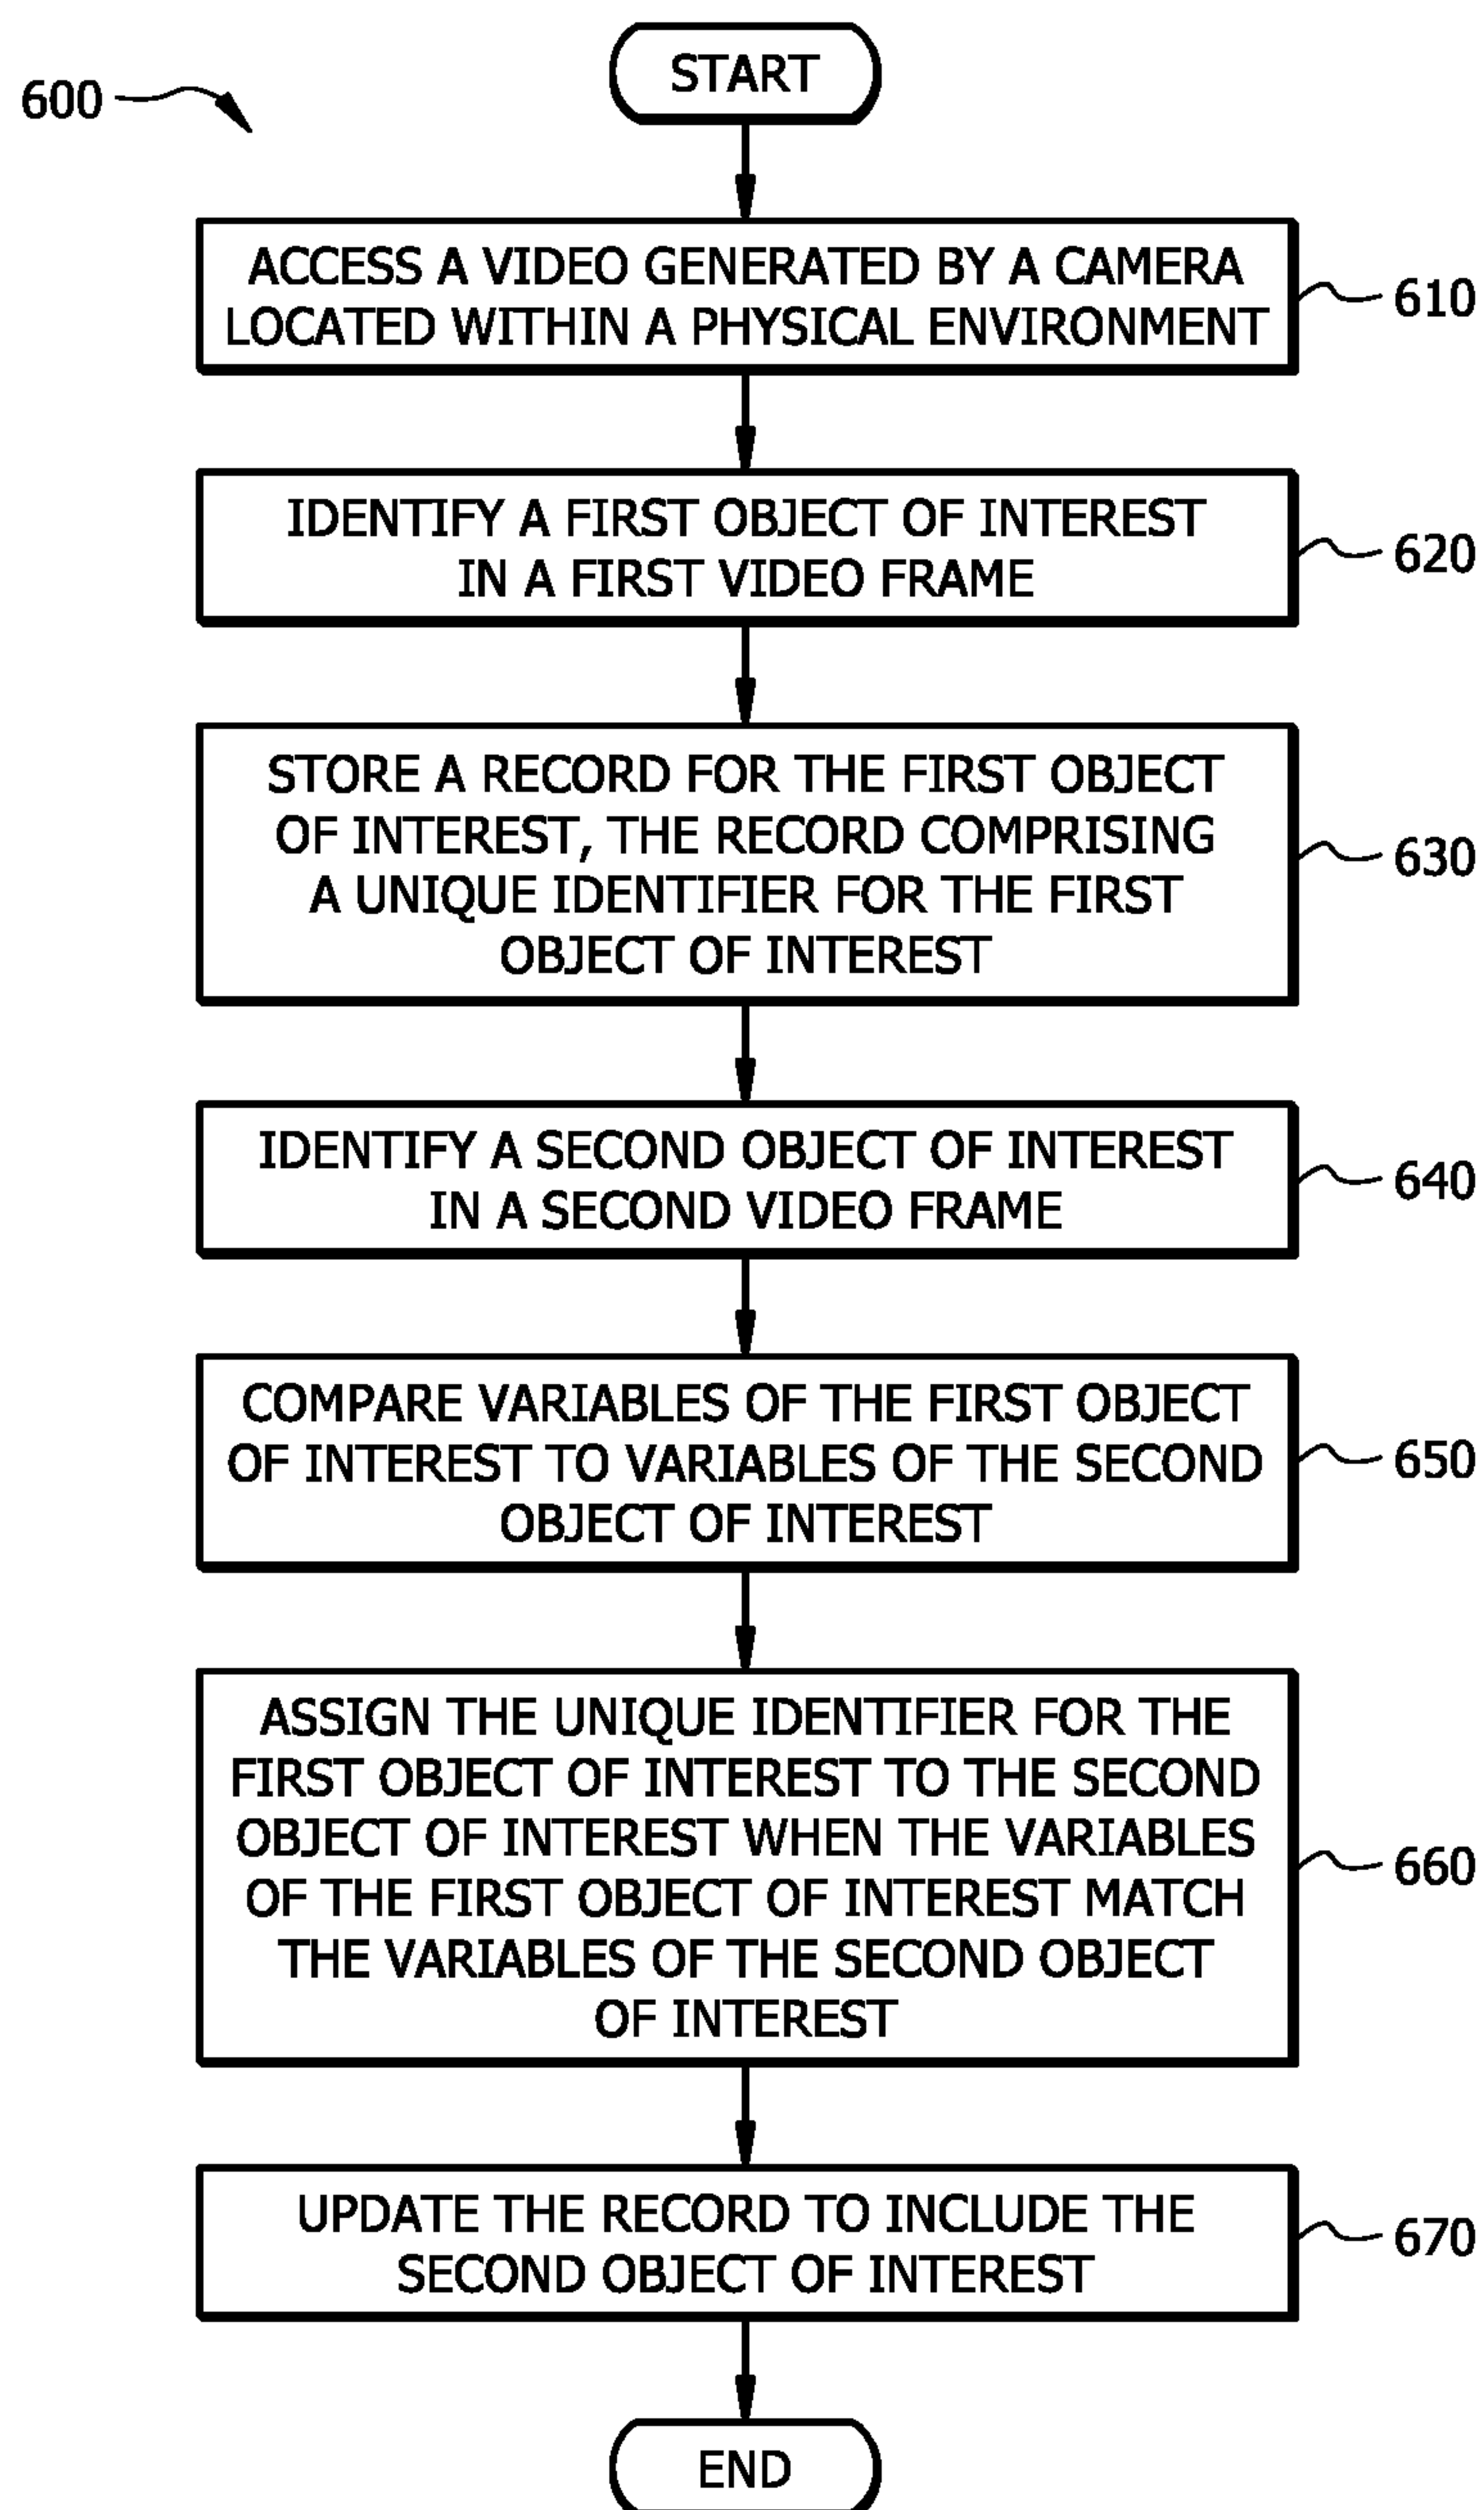 600
START
ACCESS A VIDEO GENERATED BY A CAMERA
LOCATED WITHIN A PHYSICAL ENVIRONMENT
610
IDENTIFY A FIRST OBJECT OF INTEREST
IN A FIRST VIDEO FRAME
620
STORE A RECORD FOR THE FIRST OBJECT
OF INTEREST, THE RECORD COMPRISING
A UNIQUE IDENTIFIER FOR THE FIRST
OBJECT OF INTEREST
630
IDENTIFY A SECOND OBJECT OF INTEREST
IN A SECOND VIDEO FRAME
640
COMPARE VARIABLES OF THE FIRST OBJECT
OF INTEREST TO VARIABLES OF THE SECOND
OBJECT OF INTEREST
650
ASSIGN THE UNIQUE IDENTIFIER FOR THE
FIRST OBJECT OF INTEREST TO THE SECOND
OBJECT OF INTEREST WHEN THE VARIABLES
OF THE FIRST OBJECT OF INTEREST MATCH
THE VARIABLES OF THE SECOND OBJECT
OF INTEREST
660
UPDATE THE RECORD TO INCLUDE THE
SECOND OBJECT OF INTEREST
670
END